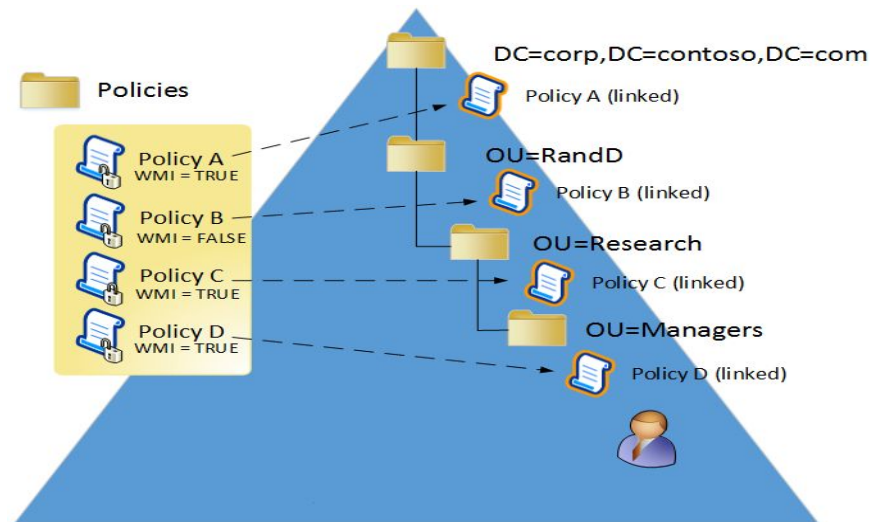 DC=corp,DC=contoso,DC=com
Policies
Policy A (linked)
Policy A
WMI = TRUE
OU=RandD
Policy B (linked)
Policy B
WMI = FALSE
OU=Research
Policy C
WMI = TRUE
Policy C (linked)
Policy D
WMI = TRUE
OU=Managers
Policy D (linked)